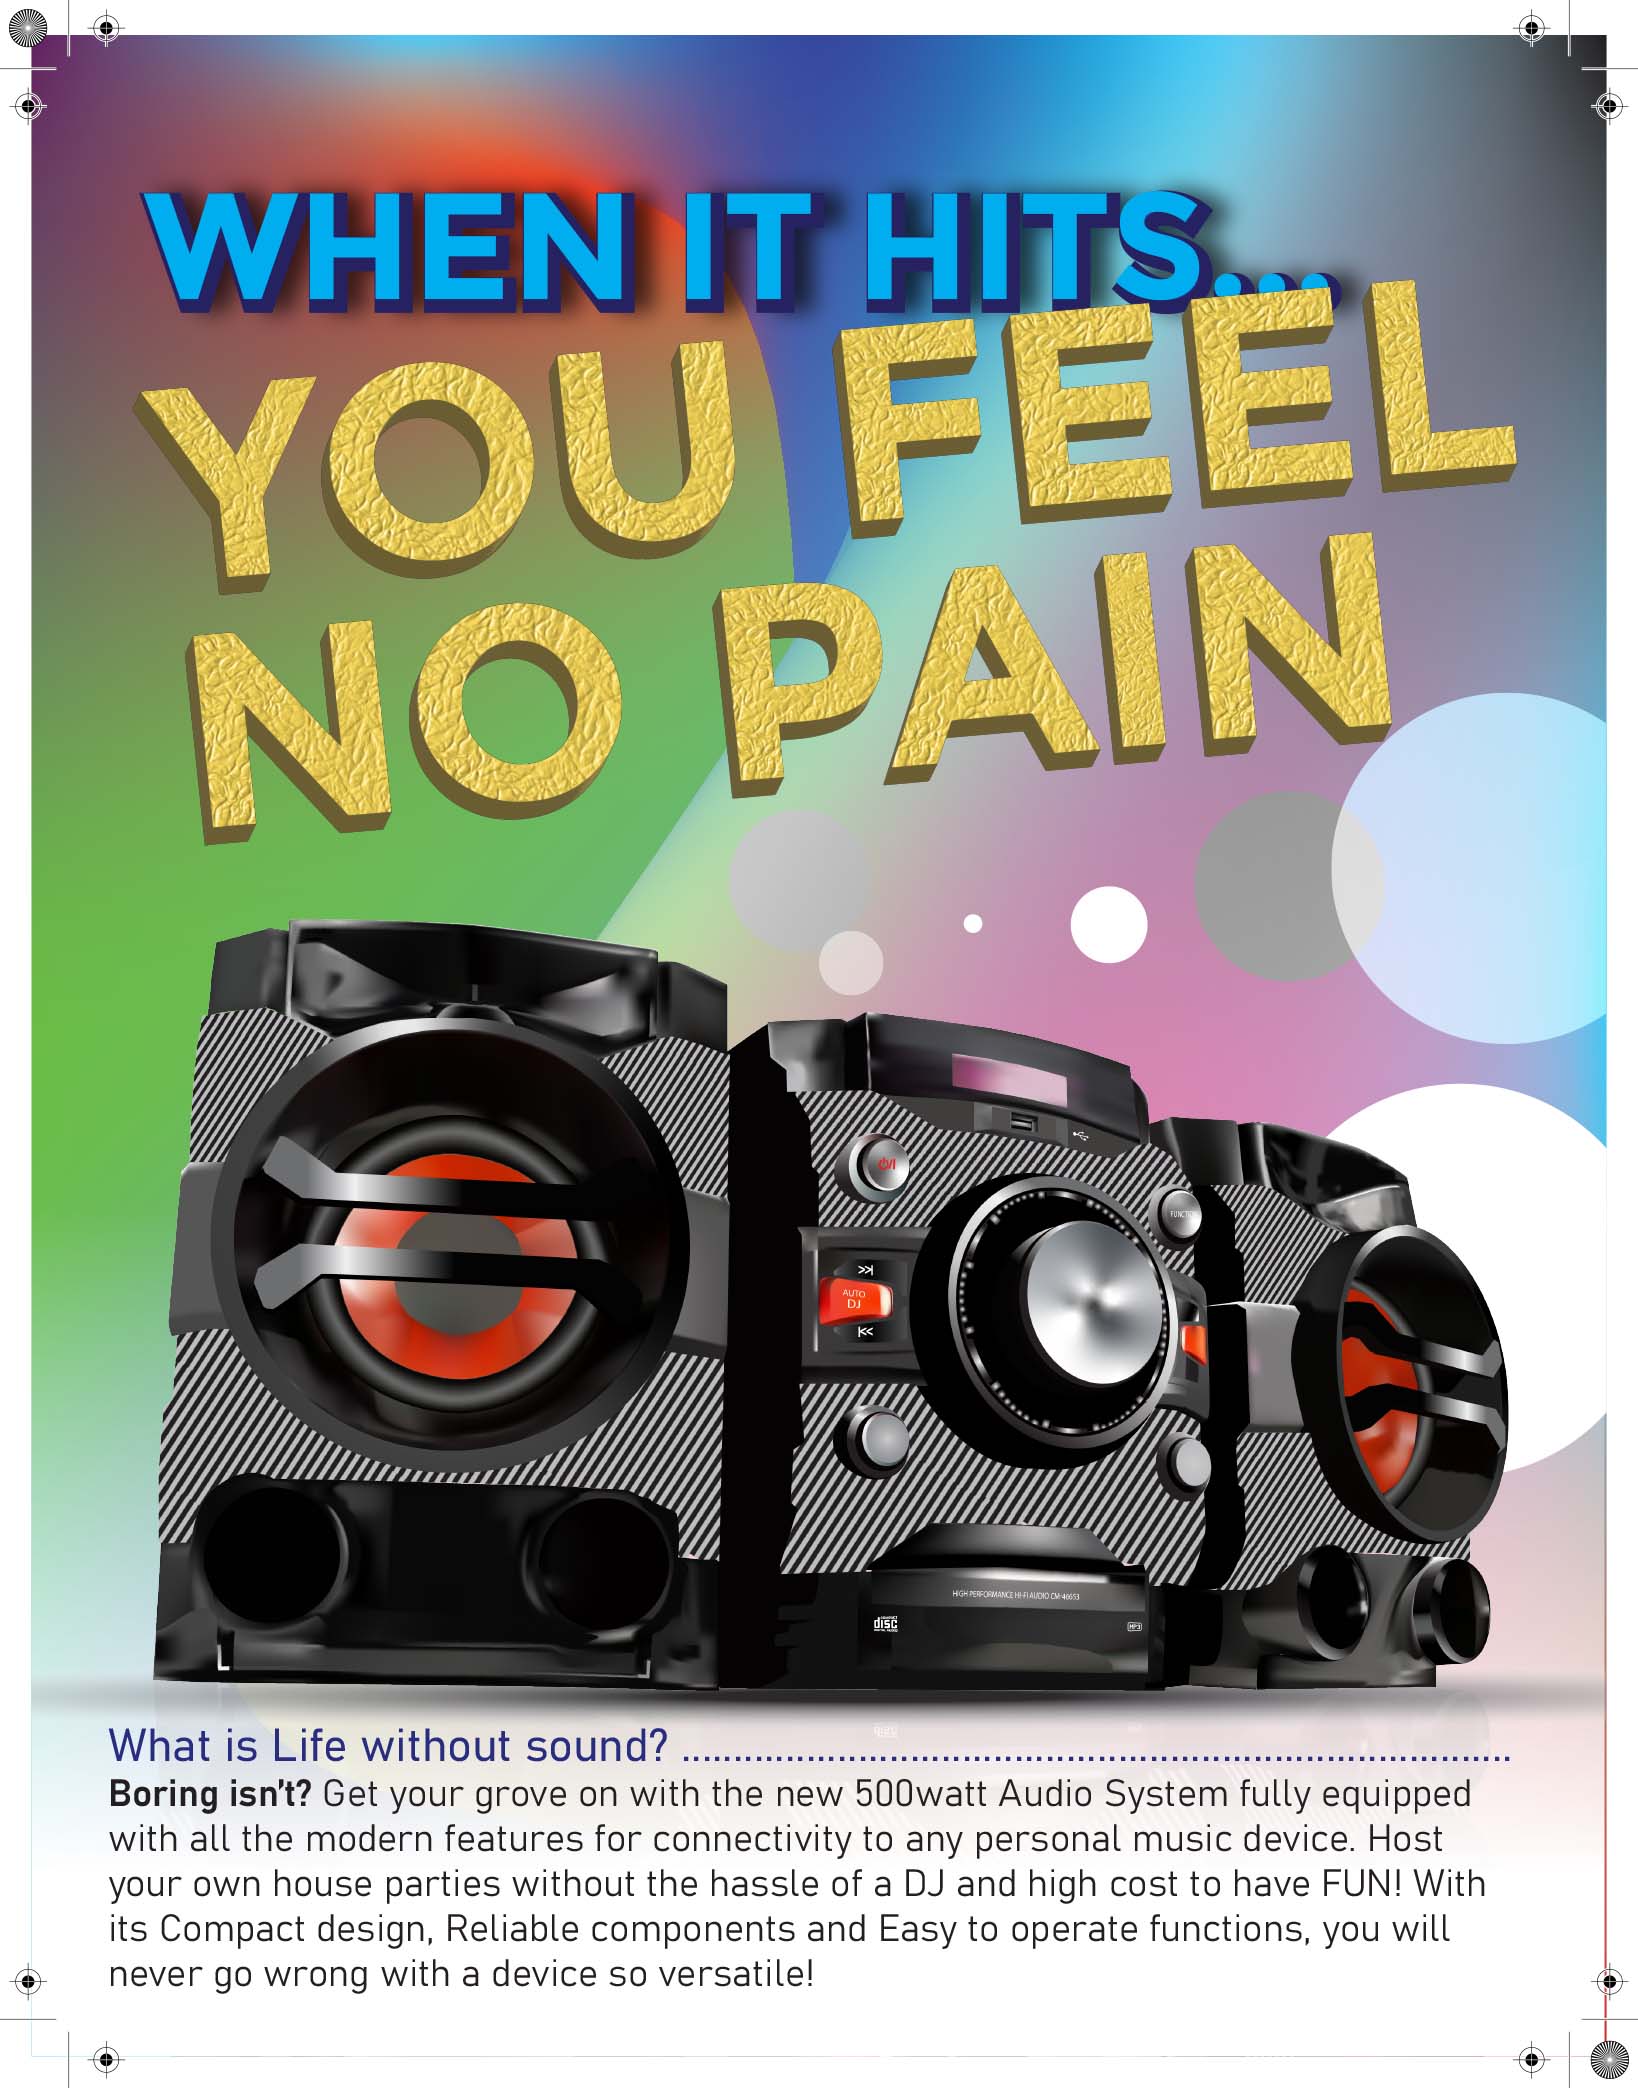 WHEN IT HITS...
YOU FEEL
NO PAIN
FUNCTION
>>|
AUTO
DJ
|<<
HIGH PERFORMANCE HI-FI AUDIO CM-46653
COMPACT
disc
DIGITAL AUDIO
MP3
What is Life without sound? ................................................................................
Boring isn't? Get your grove on with the new 500watt Audio System fully equipped
with all the modern features for connectivity to any personal music device. Host
your own house parties without the hassle of a DJ and high cost to have FUN! With
its Compact design, Reliable components and Easy to operate functions, you will
never go wrong with a device so versatile!